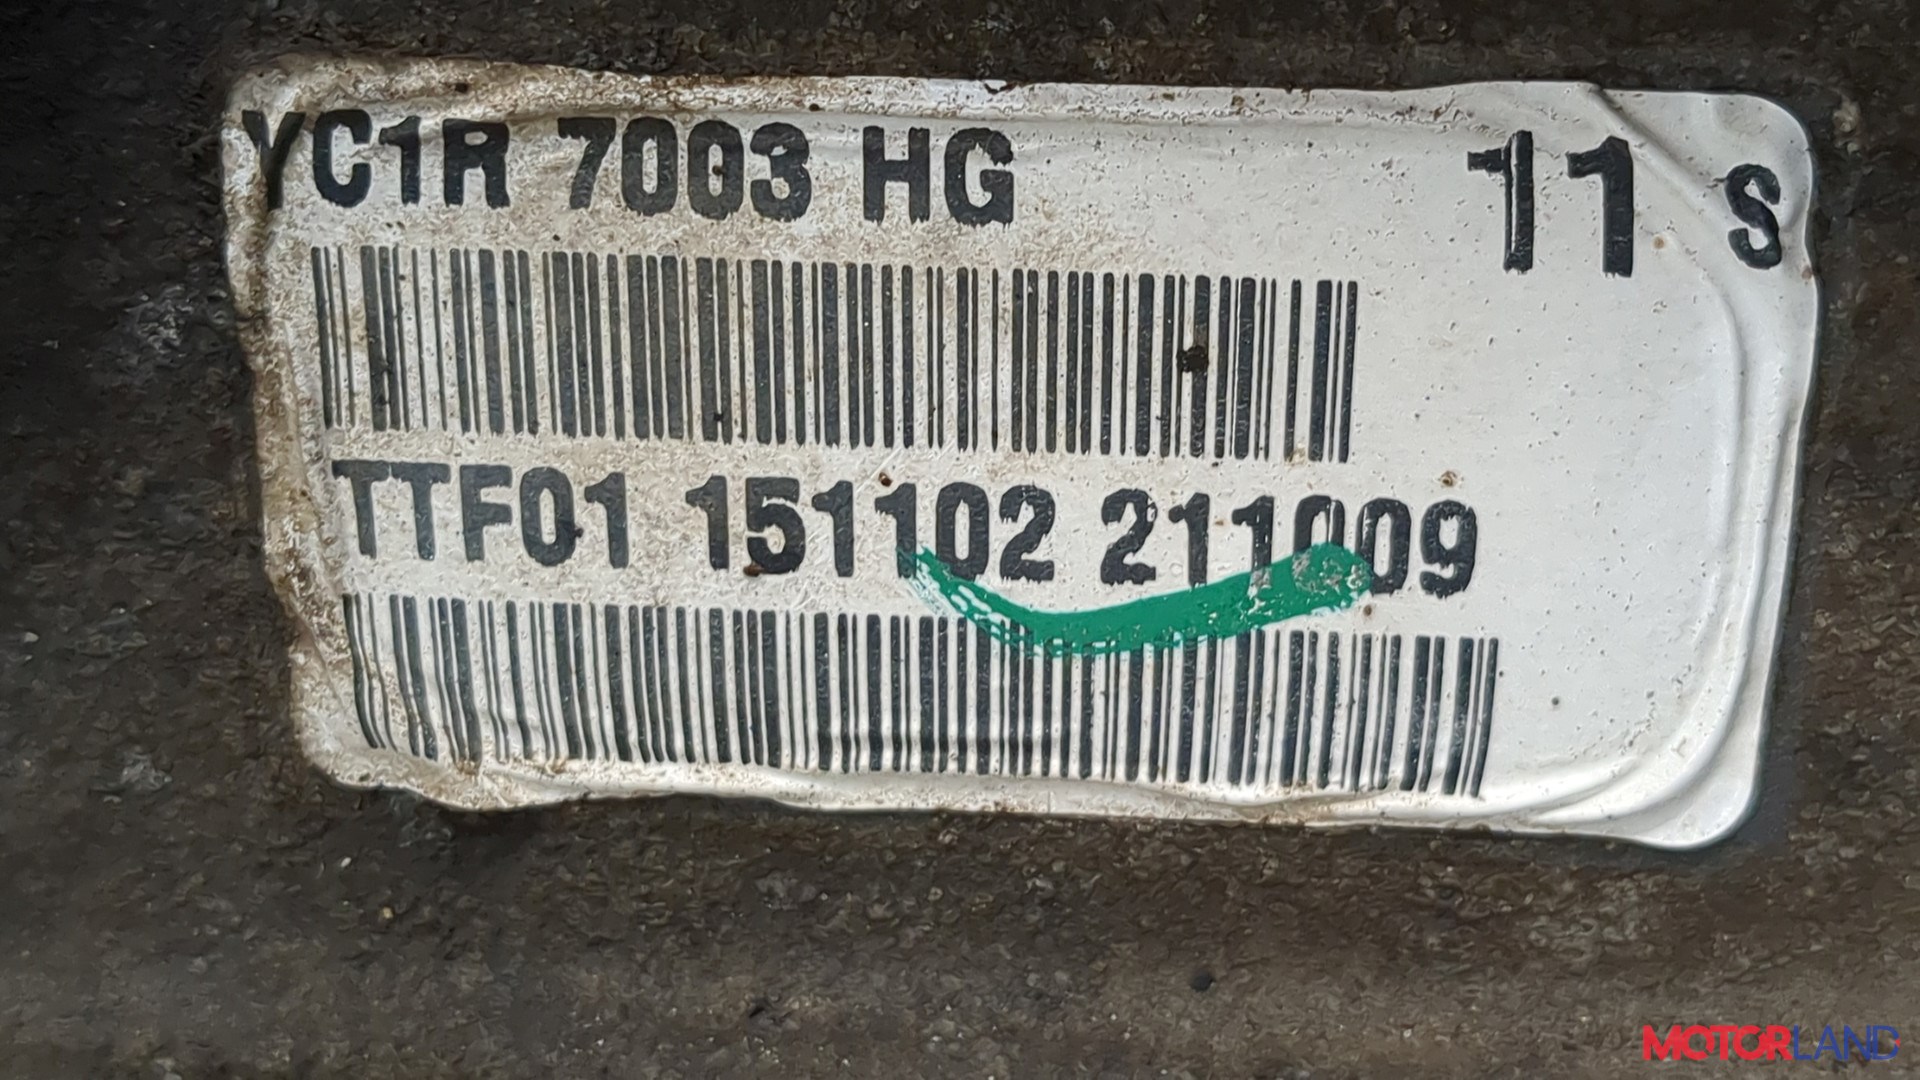 YC1R 7003 HG 11 S
TTF01 151102 211009
MOTORLAND